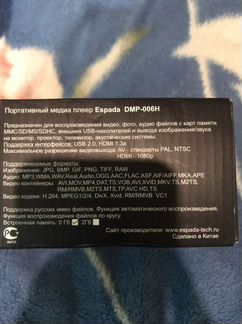 Портативный медиа плеер Espada DMP-006H
Предназначен для воспроизведения видео, фото, аудио файлов с карт памяти
MMC/SD/MS/SDHC, внешних USB-накопителей и вывода изображения/звука
на монитор, проектор, телевизор, акустические системы.
Поддержка интерфейсов: USB 2.0, HDMI 1.3a
Максимальное разрешение видеовыхода: AV - стандарты PAL, NTSC
HDMI -1080p
Поддерживаемые форматы:
Изображения: JPG, BMP, GIF, PNG, TIFF, RAW
Аудио: MP3,WMA,WAV,RealAudio,OGG,AAC,FLAC,ASF,AIF/AIFF,MKA,APE
Видео контейнеры: AVI,MOV,MP4,DAT,TS,VOB,AVI,XVID,MKV,TS,M2TS,
RM/RMVB,M2TS,MTS,TP,AVC HD,TS.
Видео кодеки: H.264, MPEG1/2/4, DivX, Xvid, RM/RMVB VC1
Поддержка русских имен файлов. Функция автоматического воспроизведения.
Функция воспроизведения файлов по кругу.
Встроенная память: 0 Гб 2Гб
www.espada-tech.ru
Сделано в Китае